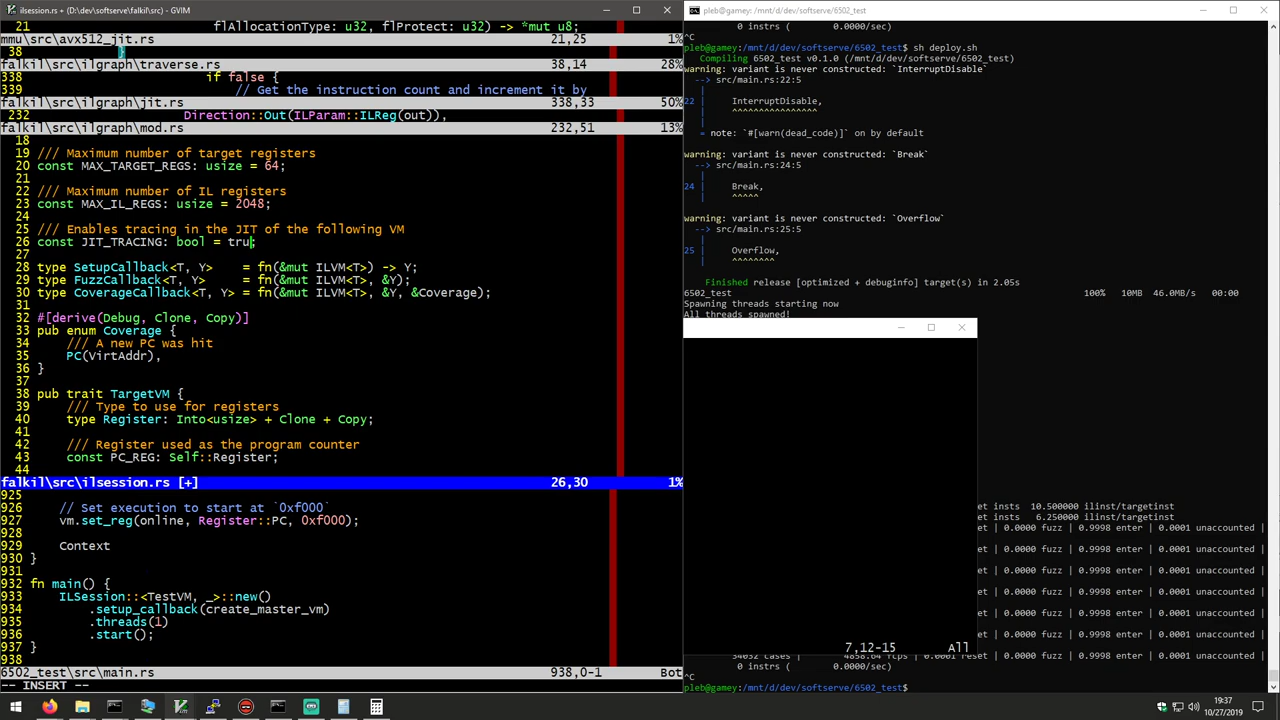 ilsession.rs + (D:\dev\softserve\falkil\src) - GVIM
21 flAllocationType: u32, flProtect: u32) -> *mut u8;
mmu\src\avx512_jit.rs 21,25 1%
38 }
falkil\src\ilgraph\traverse.rs 38,14 28%
338 if false {
339 // Get the instruction count and increment it by
falkil\src\ilgraph\jit.rs 338,33 50%
232 Direction::Out(ILParam::ILReg(out)),
falkil\src\ilgraph\mod.rs 232,51 13%
18
19 /// Maximum number of target registers
20 const MAX_TARGET_REGS: usize = 64;
21
22 /// Maximum number of IL registers
23 const MAX_IL_REGS: usize = 2048;
24
25 /// Enables tracing in the JIT of the following VM
26 const JIT_TRACING: bool = tru;
27
28 type SetupCallback<T, Y> = fn(&mut ILVM<T>) -> Y;
29 type FuzzCallback<T, Y> = fn(&mut ILVM<T>, &Y);
30 type CoverageCallback<T, Y> = fn(&mut ILVM<T>, &Y, &Coverage);
31
32 #[derive(Debug, Clone, Copy)]
33 pub enum Coverage {
34 /// A new PC was hit
35 PC(VirtAddr),
36 }
37
38 pub trait TargetVM {
39 /// Type to use for registers
40 type Register: Into<usize> + Clone + Copy;
41
42 /// Register used as the program counter
43 const PC_REG: Self::Register;
44
falkil\src\ilsession.rs [+] 26,30 1%
925
926 // Set execution to start at `0xf000`
927 vm.set_reg(online, Register::PC, 0xf000);
928
929 Context
930 }
931
932 fn main() {
933 ILSession::<TestVM, _>::new()
934 .setup_callback(create_master_vm)
935 .threads(1)
936 .start();
937 }
938
6502_test\src\main.rs 938,0-1 Bot
-- INSERT --
pleb@gamey: /mnt/d/dev/softserve/6502_test
0 instrs ( 0.0000/sec)
^C
pleb@gamey:/mnt/d/dev/softserve/6502_test$ sh deploy.sh
Compiling 6502_test v0.1.0 (/mnt/d/dev/softserve/6502_test)
warning: variant is never constructed: `InterruptDisable`
--> src/main.rs:22:5
|
22 | InterruptDisable,
| ^^^^^^^^^^^^^^^^
|
= note: `#[warn(dead_code)]` on by default
warning: variant is never constructed: `Break`
--> src/main.rs:24:5
|
24 | Break,
| ^^^^^
warning: variant is never constructed: `Overflow`
--> src/main.rs:25:5
|
25 | Overflow,
| ^^^^^^^^
Finished release [optimized + debuginfo] target(s) in 2.05s
6502_test 100% 10MB 46.0MB/s 00:00
Spawning threads starting now
All threads spawned!
et insts 10.500000 ilinst/targetinst
et insts 6.250000 ilinst/targetinst
et | 0.0000 fuzz | 0.9998 enter | 0.0001 unaccounted |
et | 0.0000 fuzz | 0.9998 enter | 0.0001 unaccounted |
et | 0.0000 fuzz | 0.9998 enter | 0.0001 unaccounted |
et | 0.0000 fuzz | 0.9998 enter | 0.0001 unaccounted |
et | 0.0000 fuzz | 0.9998 enter | 0.0001 unaccounted |
et | 0.0000 fuzz | 0.9998 enter | 0.0001 unaccounted |
7,12-15 All
0 instrs ( 0.0000/sec)
^C
pleb@gamey:/mnt/d/dev/softserve/6502_test$
19:37
10/27/2019